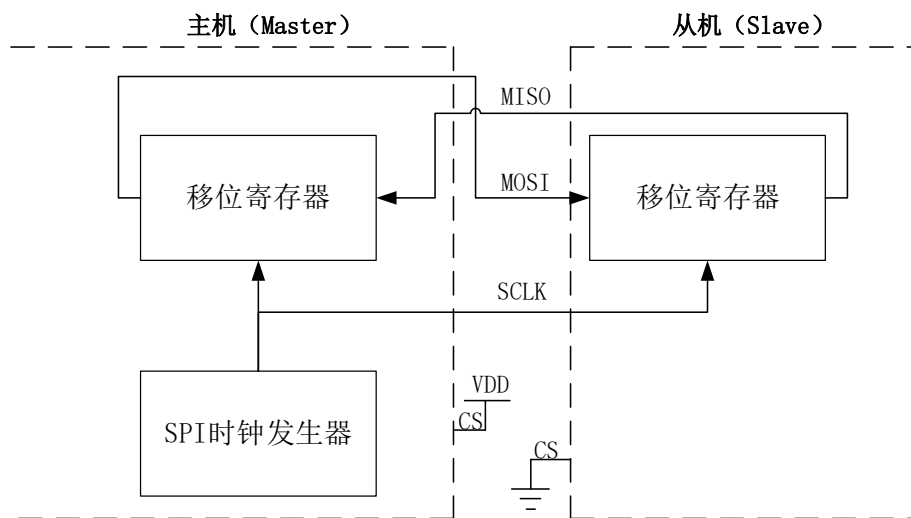 主机（Master）
从机（Slave）
MISO
移位寄存器
MOSI
移位寄存器
SCLK
VDD
SPI时钟发生器
CS
CS